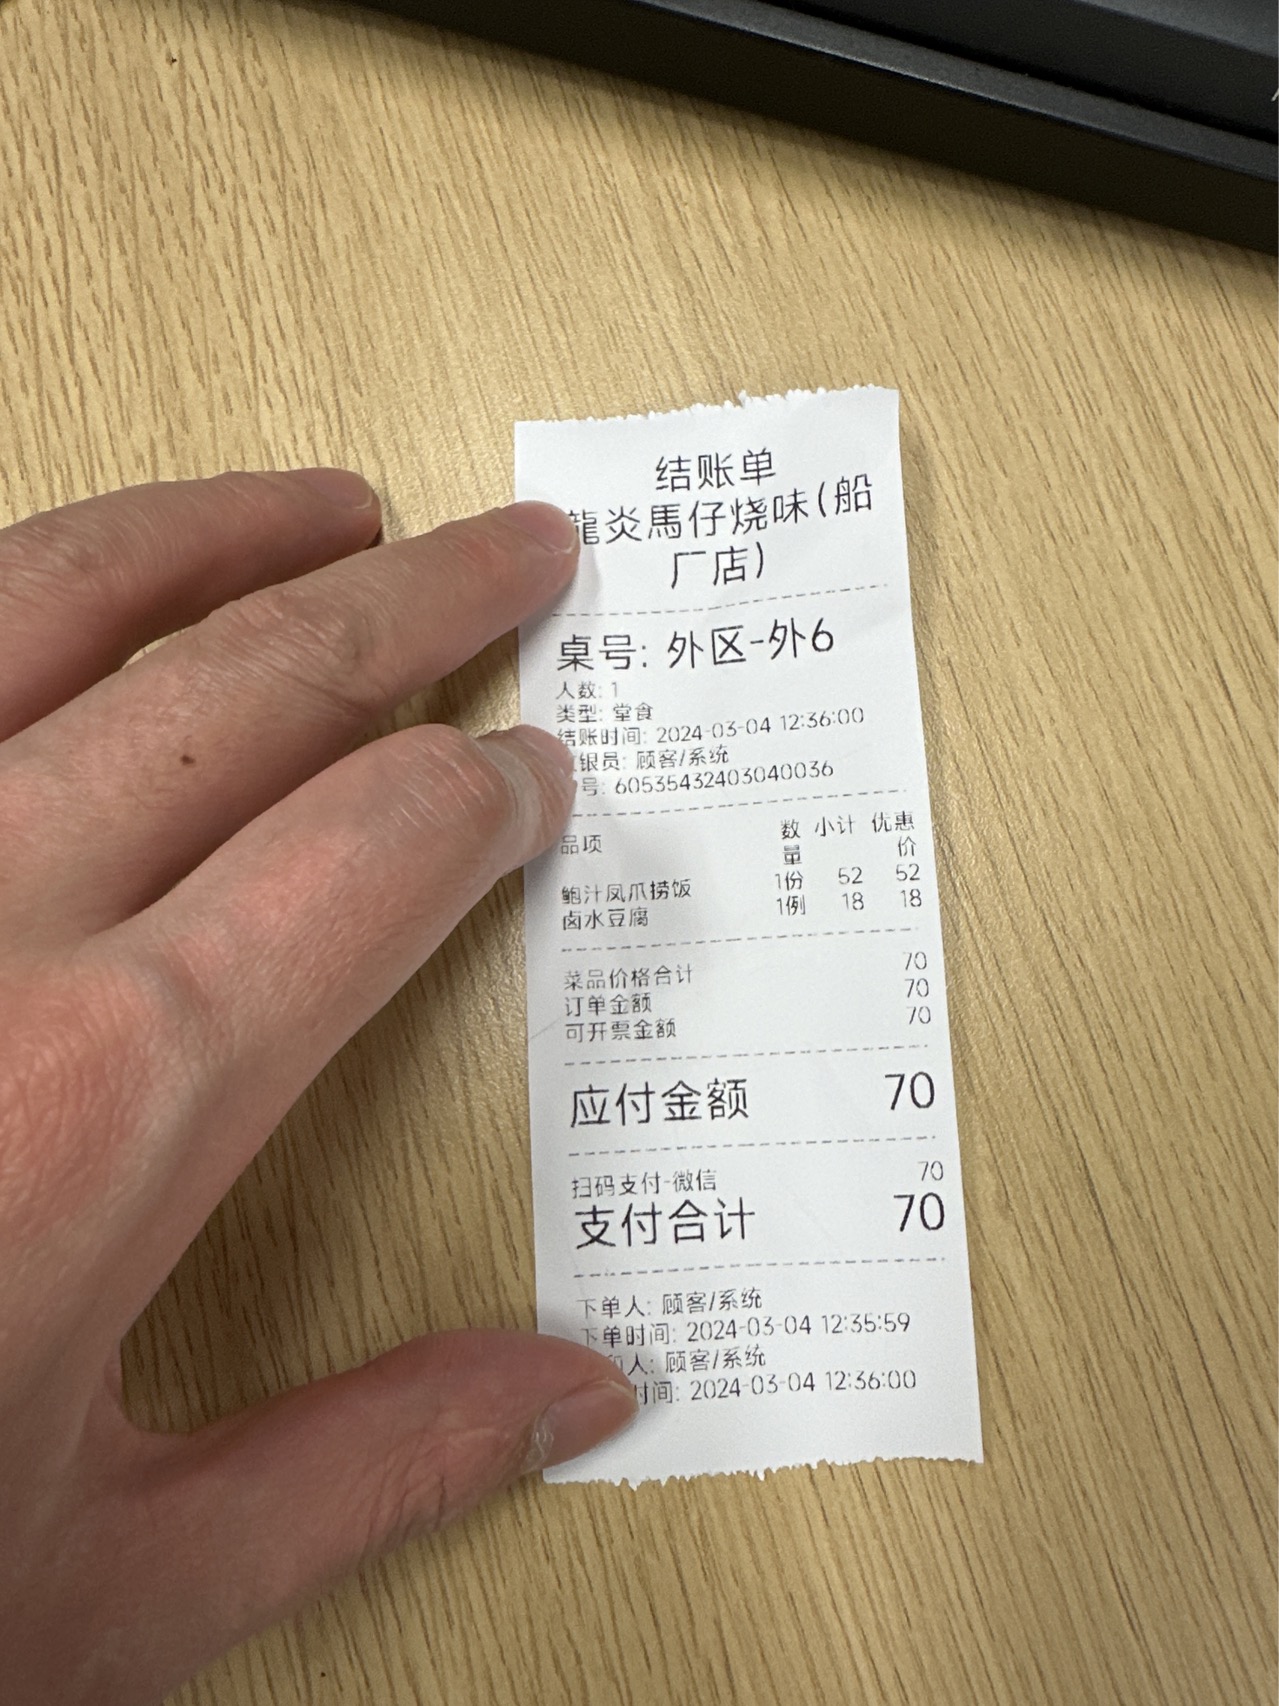 结账单
龍炎馬仔烧味(船
厂店)
桌号: 外区-外6
人数: 1
类型: 堂食
结账时间: 2024-03-04 12:36:00
银员: 顾客/系统
号: 60535432403040036
品项 数量 小计 优惠价
鲍汁凤爪捞饭 1份 52 52
卤水豆腐 1例 18 18
菜品价格合计 70
订单金额 70
可开票金额 70
应付金额 70
扫码支付-微信 70
支付合计 70
下单人: 顾客/系统
下单时间: 2024-03-04 12:35:59
人: 顾客/系统
时间: 2024-03-04 12:36:00